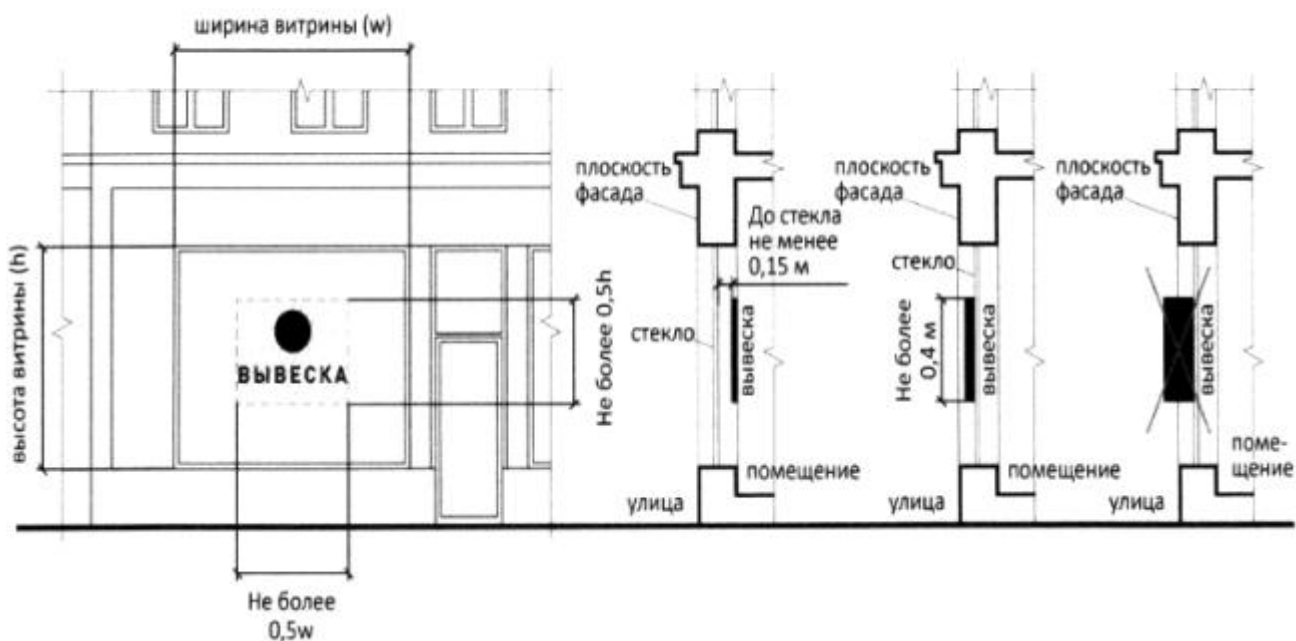 ширина витрины (w)
высота витрины (h)
ВЫВЕСКА
Не более 0,5h
Не более
0,5w
плоскость
фасада
До стекла
не менее
0,15 м
стекло
вывеска
помещение
улица
плоскость
фасада
стекло
Не более
0,4 м
вывеска
помещение
улица
плоскость
фасада
вывеска
поме-
щение
улица